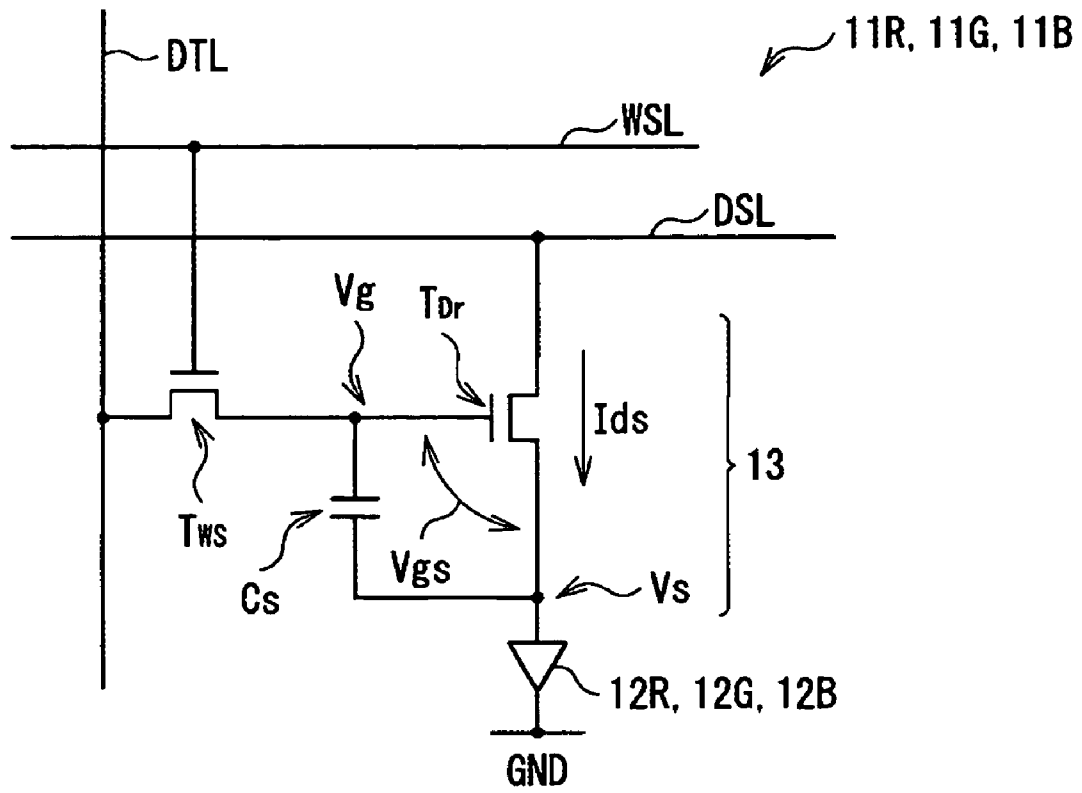 11R, 11G, 11B
DTL
WSL
DSL
Vg
TDr
Ids
13
Tws
Vgs
Cs
Vs
12R, 12G, 12B
GND